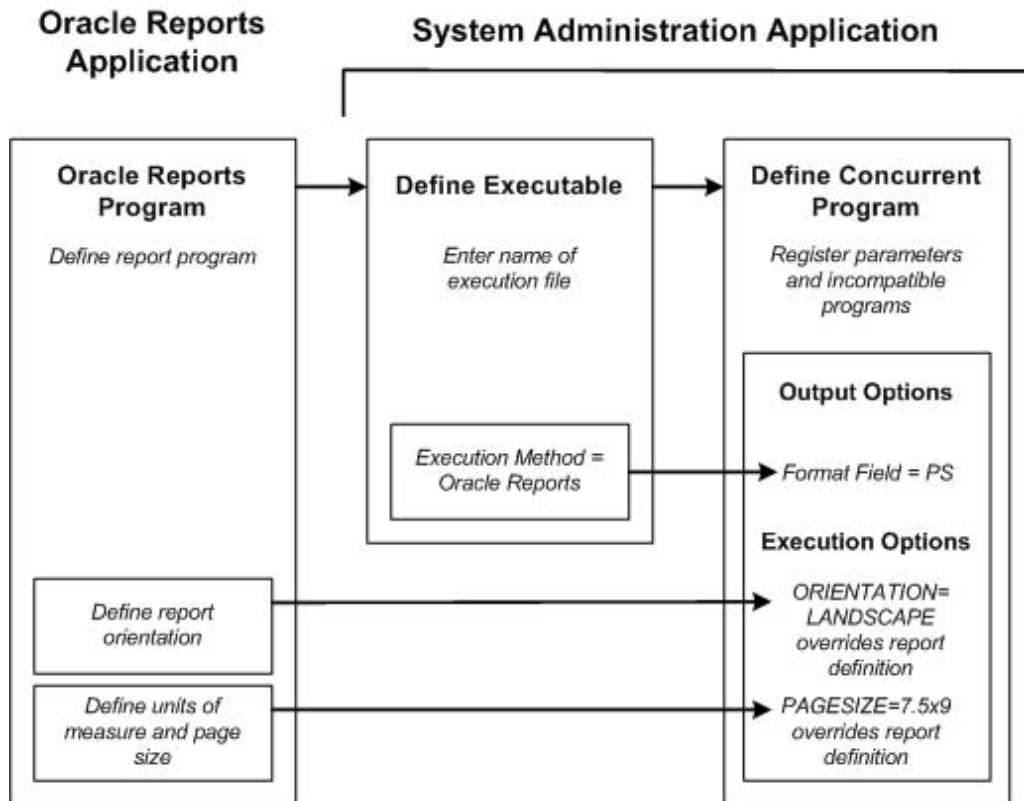 Oracle Reports
Application
System Administration Application
Oracle Reports
Program
Define report program
Define report
orientation
Define units of
measure and page
size
Define Executable
Enter name of
execution file
Execution Method =
Oracle Reports
Define Concurrent
Program
Register parameters
and incompatible
programs
Output Options
Format Field = PS
Execution Options
ORIENTATION=
LANDSCAPE
overrides report
definition
PAGESIZE=7.5x9
overrides report
definition